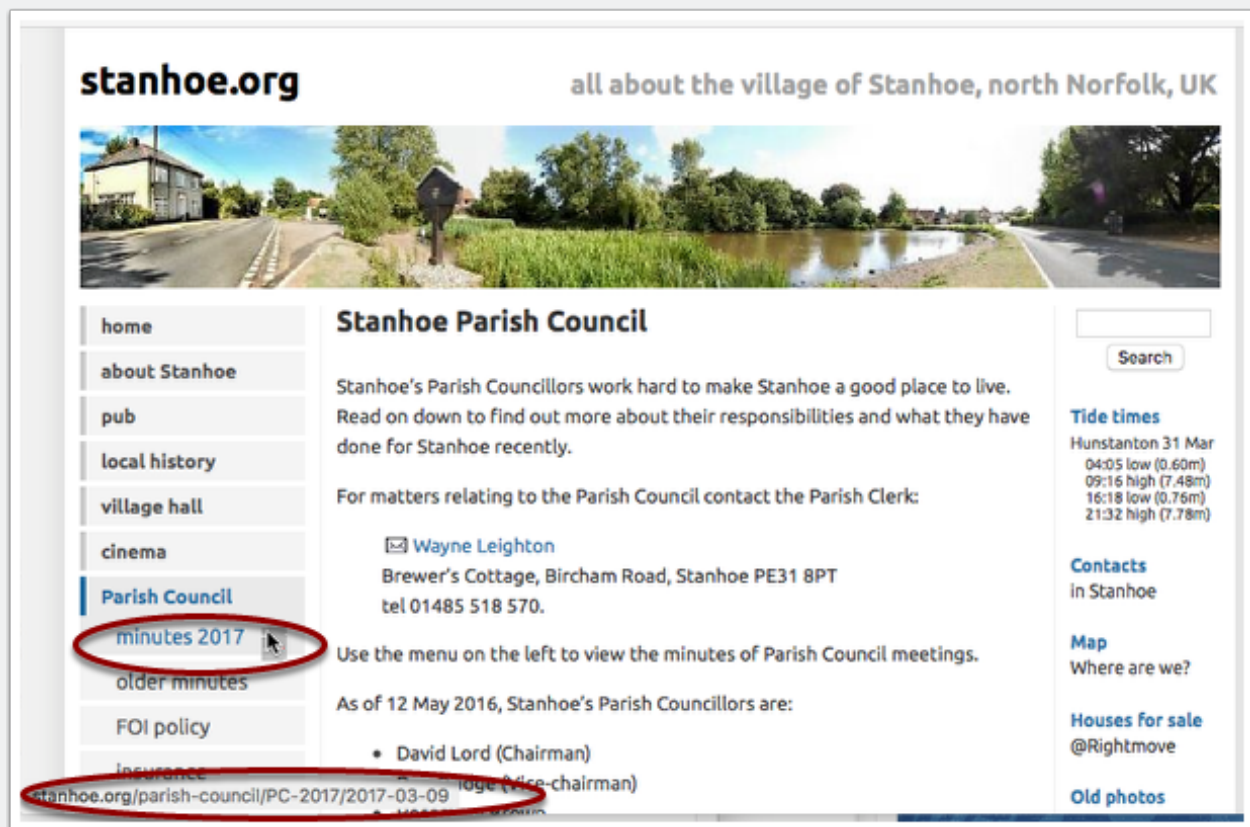 stanhoe.org
all about the village of Stanhoe, north Norfolk, UK
home
about Stanhoe
pub
local history
village hall
cinema
Parish Council
minutes 2017
older minutes
FOI policy
insurance
stanhoe.org/parish-council/PC-2017/2017-03-09
Stanhoe Parish Council
Stanhoe's Parish Councillors work hard to make Stanhoe a good place to live.
Read on down to find out more about their responsibilities and what they have
done for Stanhoe recently.
For matters relating to the Parish Council contact the Parish Clerk:
Wayne Leighton
Brewer's Cottage, Bircham Road, Stanhoe PE31 8PT
tel 01485 518 570.
Use the menu on the left to view the minutes of Parish Council meetings.
As of 12 May 2016, Stanhoe's Parish Councillors are:
• David Lord (Chairman)
(Vice-chairman)
Search
Tide times
Hunstanton 31 Mar
04:05 low (0.60m)
09:16 high (7.48m)
16:18 low (0.76m)
21:32 high (7.78m)
Contacts
in Stanhoe
Map
Where are we?
Houses for sale
@Rightmove
Old photos